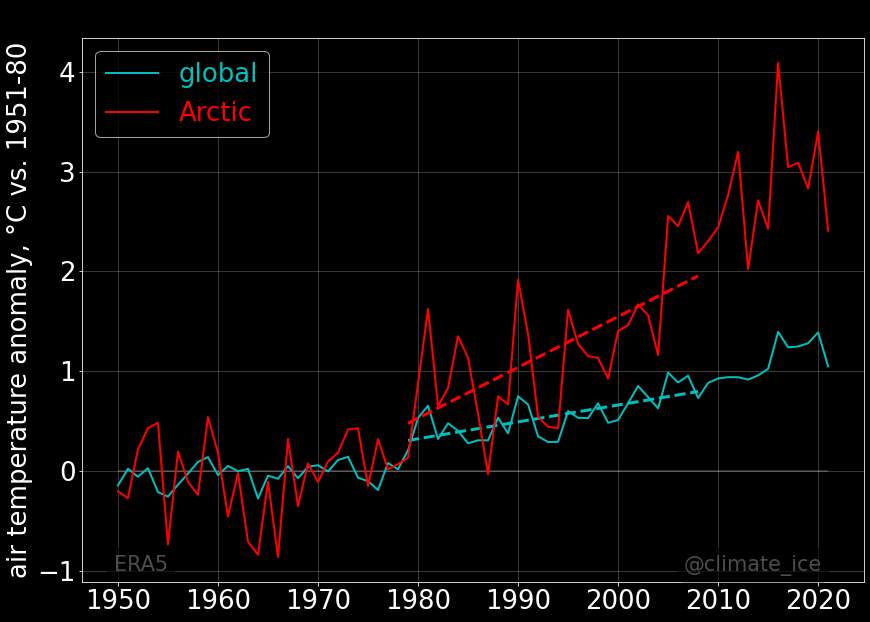 air temperature anomaly, °C vs. 1951-80
4
3
2
1
0
−1
global
Arctic
ERA5
@climate_ice
1950 1960 1970 1980 1990 2000 2010 2020